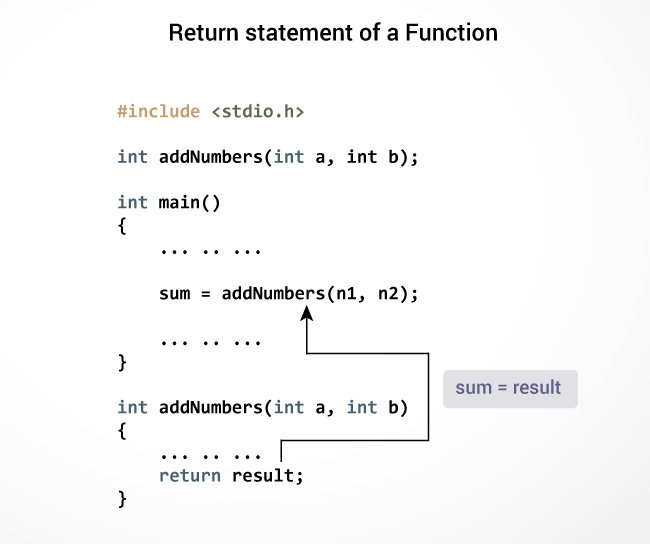 Return statement of a Function
#include <stdio.h>
int addNumbers(int a, int b);
int main()
{
... .. ...
sum = addNumbers(n1, n2);
... .. ...
}
sum = result
int addNumbers(int a, int b)
{
... .. ...
return result;
}